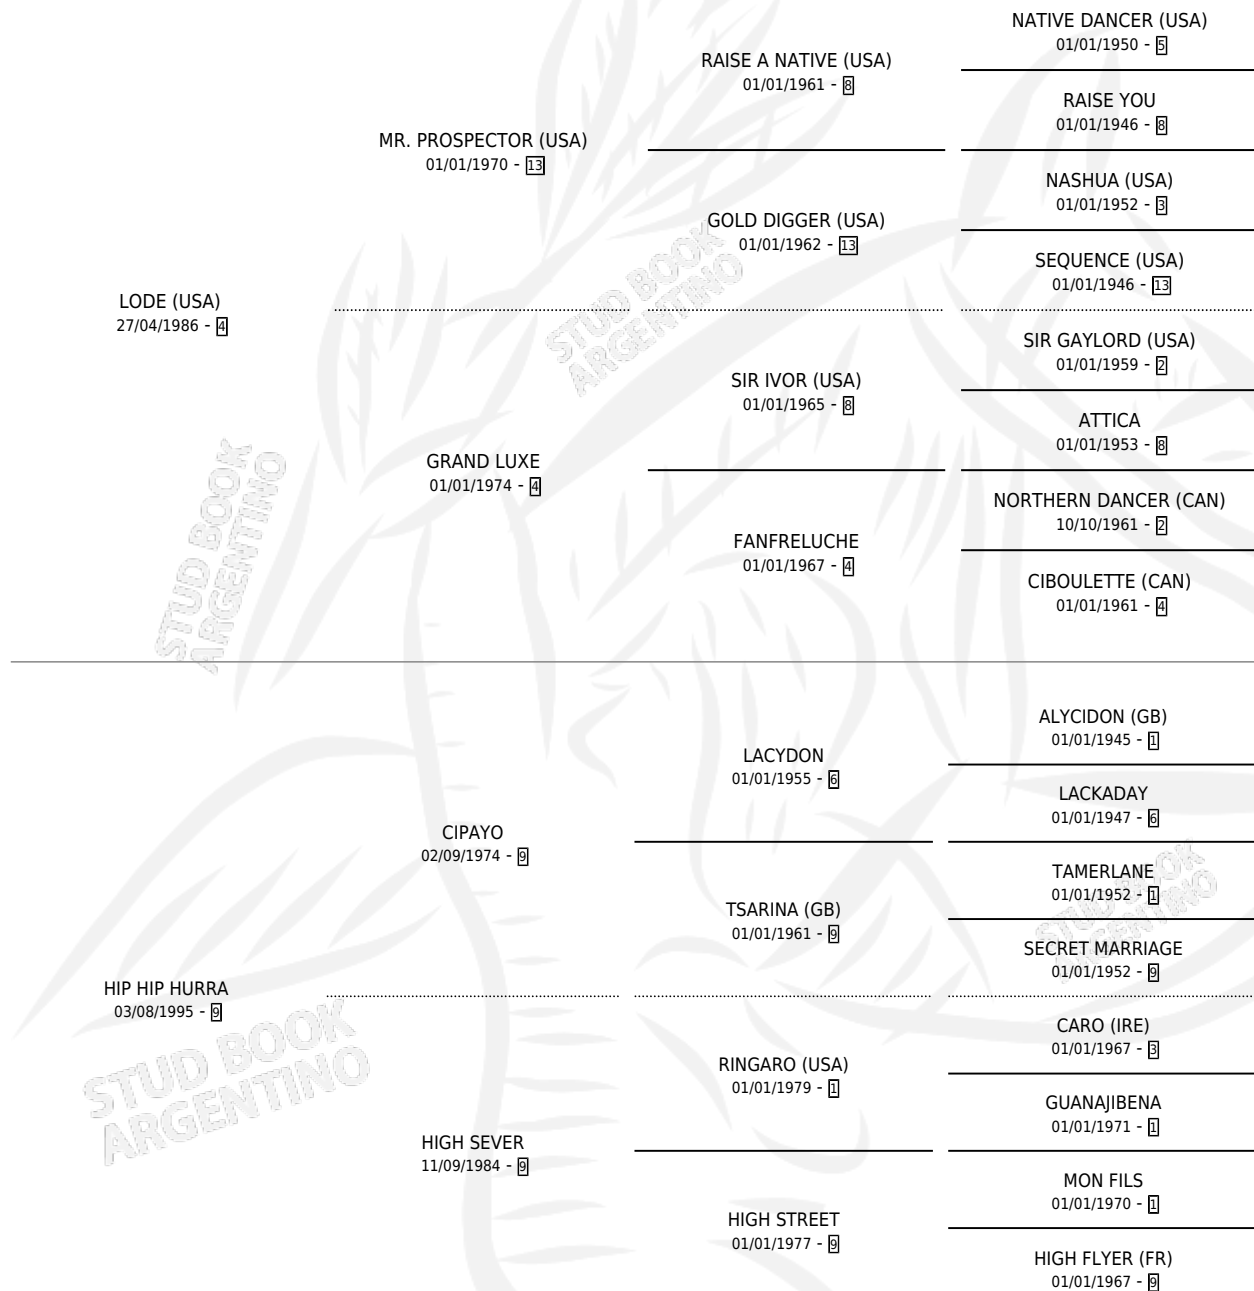 NATIVE DANCER (USA)
01/01/1950 - 5
RAISE A NATIVE (USA)
01/01/1961 - 8
RAISE YOU
01/01/1946 - 8
MR. PROSPECTOR (USA)
01/01/1970 - 13
NASHUA (USA)
01/01/1952 - 3
GOLD DIGGER (USA)
01/01/1962 - 13
SEQUENCE (USA)
01/01/1946 - 13
LODE (USA)
27/04/1986 - 4
STUD BOOK
ARGENTINO
SIR GAYLORD (USA)
01/01/1959 - 2
SIR IVOR (USA)
01/01/1965 - 8
ATTICA
01/01/1953 - 8
GRAND LUXE
01/01/1974 - 4
NORTHERN DANCER (CAN)
10/10/1961 - 2
FANFRELUCHE
01/01/1967 - 4
CIBOULETTE (CAN)
01/01/1961 - 4
STUD BOOK
ARGENTINO
ALYCIDON (GB)
01/01/1945 - 1
LACYDON
01/01/1955 - 6
LACKADAY
01/01/1947 - 6
CIPAYO
02/09/1974 - 9
TAMERLANE
01/01/1952 - 1
TSARINA (GB)
01/01/1961 - 9
SECRET MARRIAGE
01/01/1952 - 9
STUD BOOK
ARGENTINO
HIP HIP HURRA
03/08/1995 - 9
CARO (IRE)
01/01/1967 - 3
RINGARO (USA)
01/01/1979 - 1
GUANAJIBENA
01/01/1971 - 1
STUD BOOK
ARGENTINO
HIGH SEVER
11/09/1984 - 9
MON FILS
01/01/1970 - 1
HIGH STREET
01/01/1977 - 9
HIGH FLYER (FR)
01/01/1967 - 9